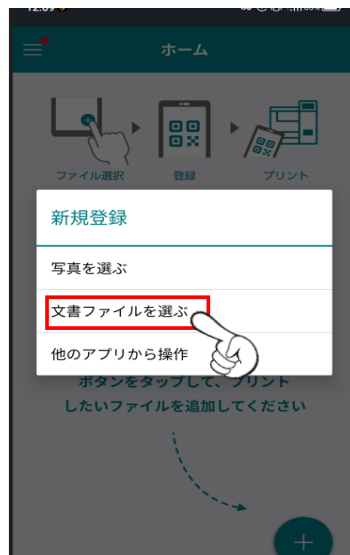 ホーム
ファイル選択
登録
プリント
新規登録
写真を選ぶ
文書ファイルを選ぶ
他のアプリから操作
ボタンをタップして、プリント
したいファイルを追加してください